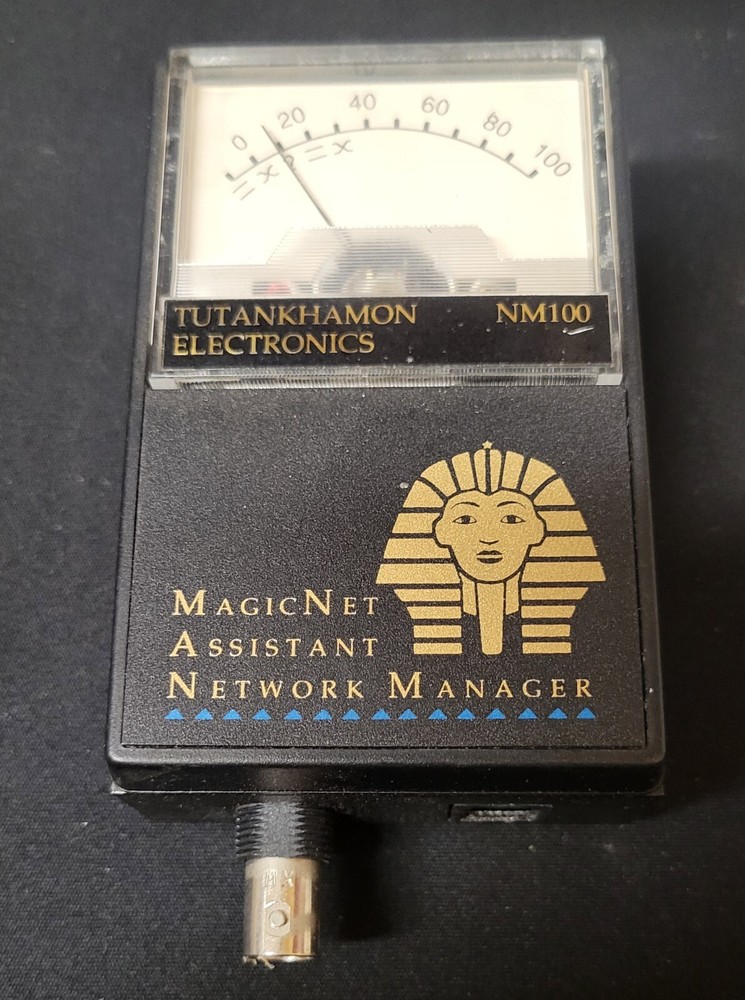 0 20 40 60 80 100
TUTANKHAMON NM100
ELECTRONICS
MAGICNET
ASSISTANT
NETWORK MANAGER